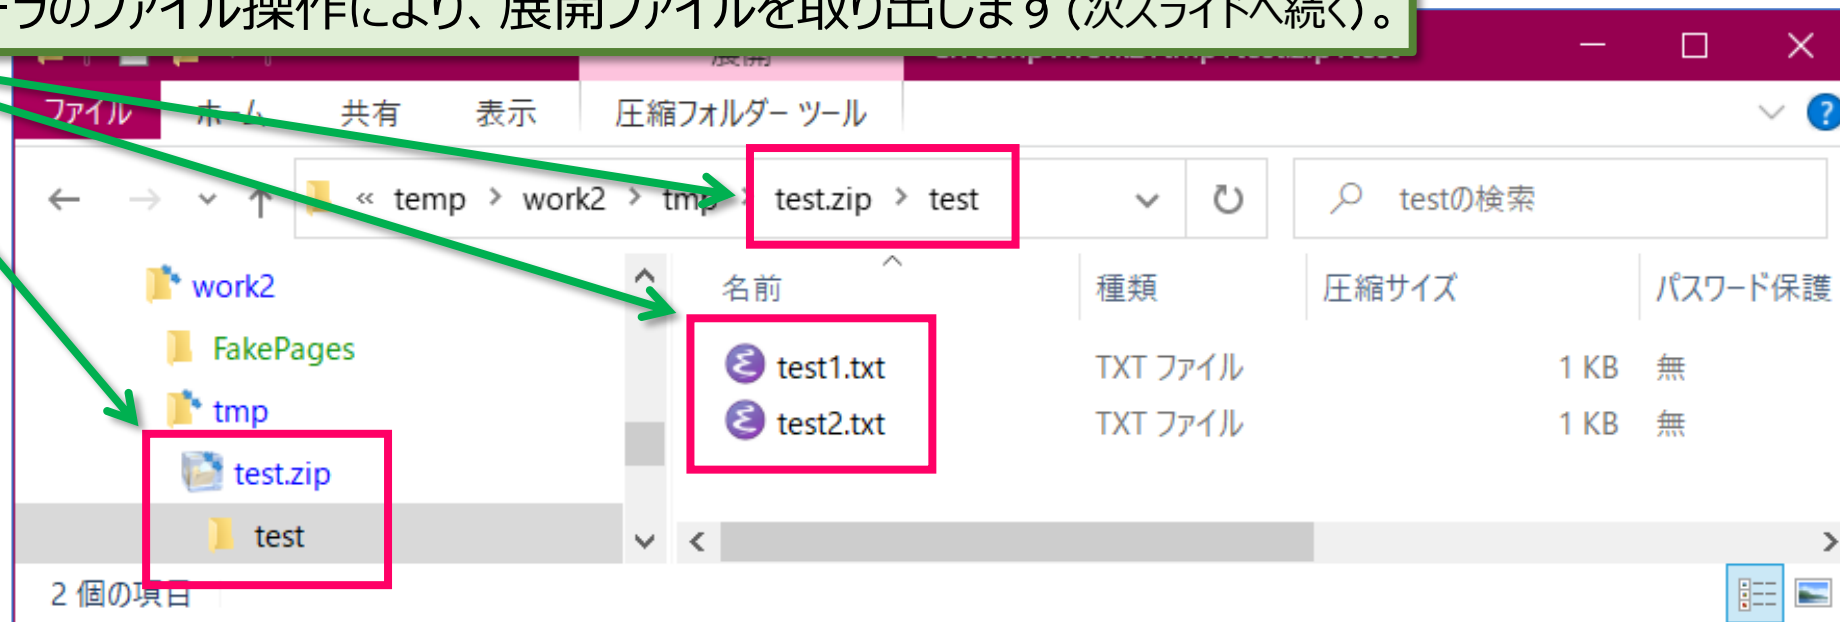 ラのファイル操作により、展開ファイルを取り出します(次スライドへ続く)。
展開
ファイル ホーム 共有 表示 圧縮フォルダー ツール
« temp > work2 > tmp > test.zip > test
testの検索
work2
FakePages
tmp
test.zip
test
名前 種類 圧縮サイズ パスワード保護
test1.txt TXT ファイル 1 KB 無
test2.txt TXT ファイル 1 KB 無
2 個の項目